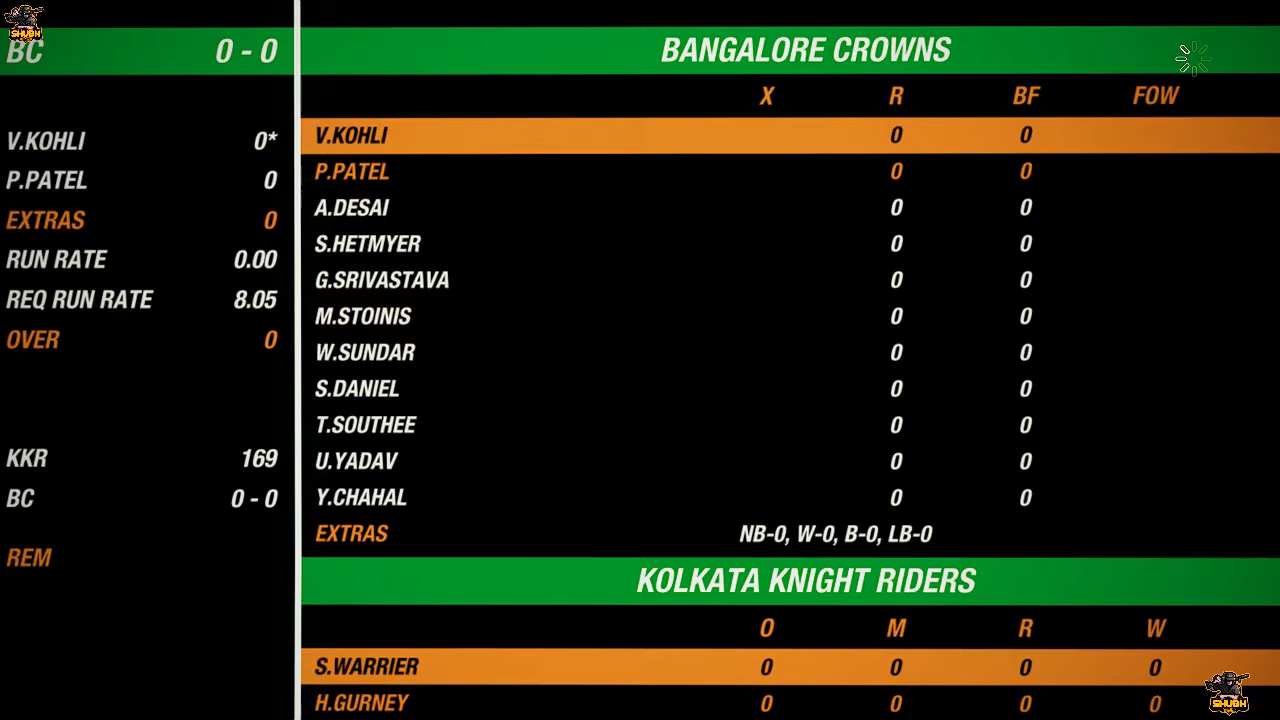 SHUBH
BC 0 - 0
V.KOHLI 0*
P.PATEL 0
EXTRAS 0
RUN RATE 0.00
REQ RUN RATE 8.05
OVER 0
KKR 169
BC 0 - 0
REM
BANGALORE CROWNS
X R BF FOW
V.KOHLI 0 0
P.PATEL 0 0
A.DESAI 0 0
S.HETMYER 0 0
G.SRIVASTAVA 0 0
M.STOINIS 0 0
W.SUNDAR 0 0
S.DANIEL 0 0
T.SOUTHEE 0 0
U.YADAV 0 0
Y.CHAHAL 0 0
EXTRAS NB-0, W-0, B-0, LB-0
KOLKATA KNIGHT RIDERS
O M R W
S.WARRIER 0 0 0 0
H.GURNEY 0 0 0 0
SHUBH